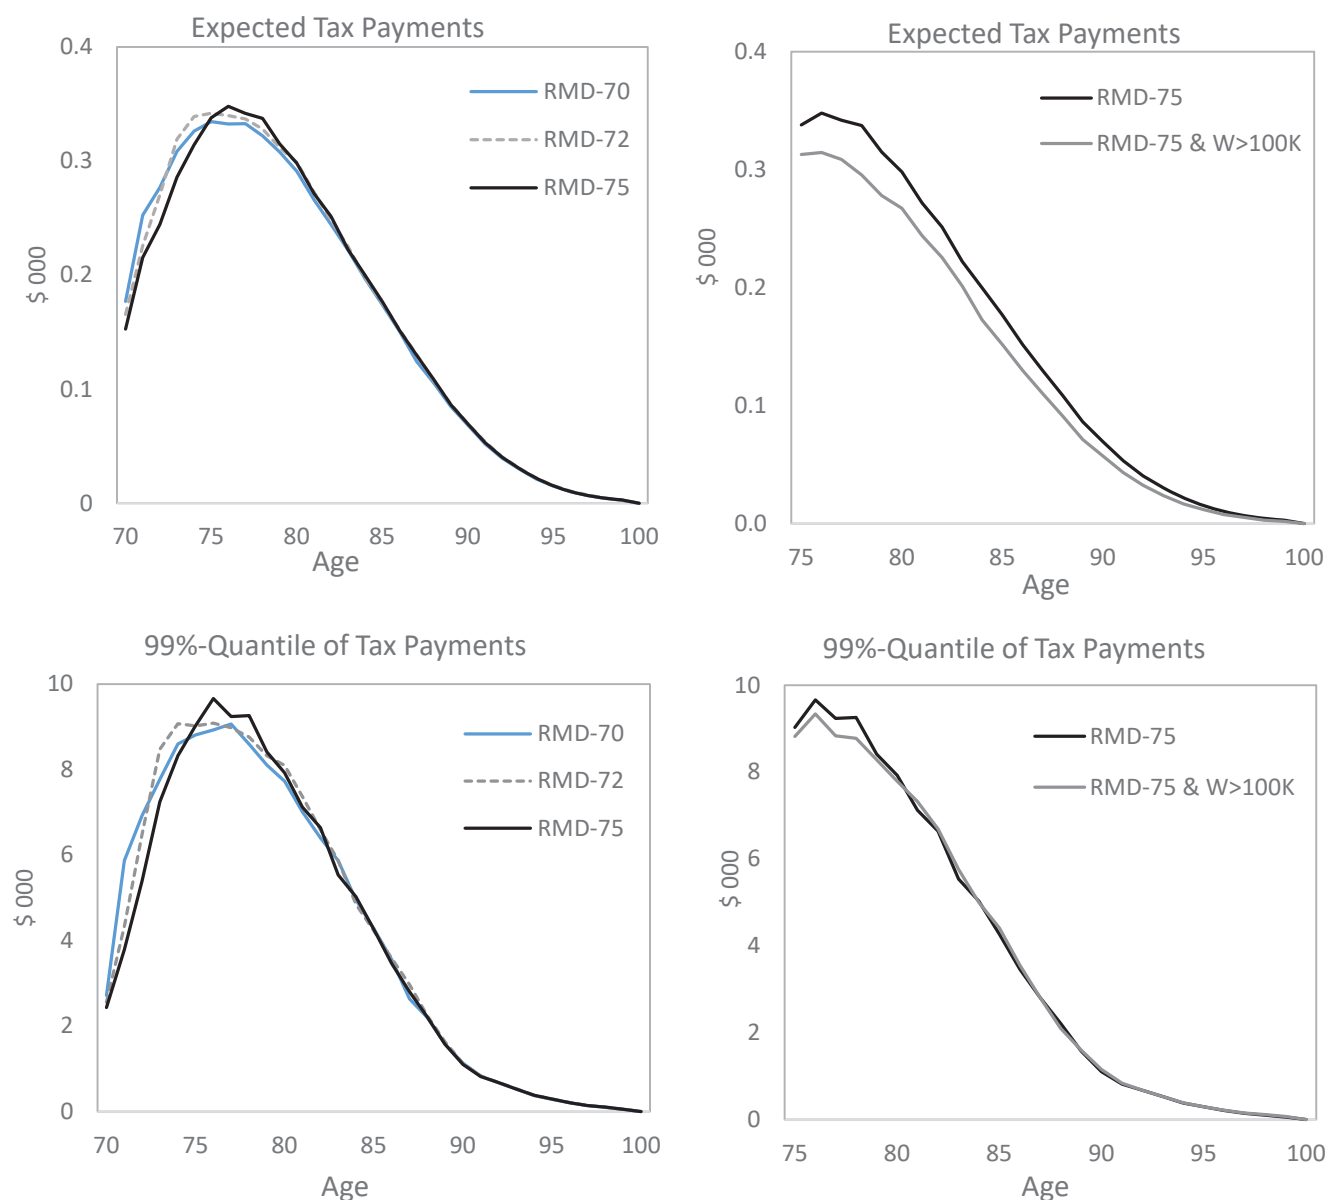 Expected Tax Payments
0.4
0.3
0.2
0.1
0
$ 000
RMD-70
RMD-72
RMD-75
70 75 80 85 90 95 100
Age
Expected Tax Payments
0.4
0.3
0.2
0.1
0.0
$ 000
RMD-75
RMD-75 & W>100K
75 80 85 90 95 100
Age
99%-Quantile of Tax Payments
10
8
6
4
2
0
$ 000
RMD-70
RMD-72
RMD-75
70 75 80 85 90 95 100
Age
99%-Quantile of Tax Payments
10
8
6
4
2
0
$ 000
RMD-75
RMD-75 & W>100K
75 80 85 90 95 100
Age